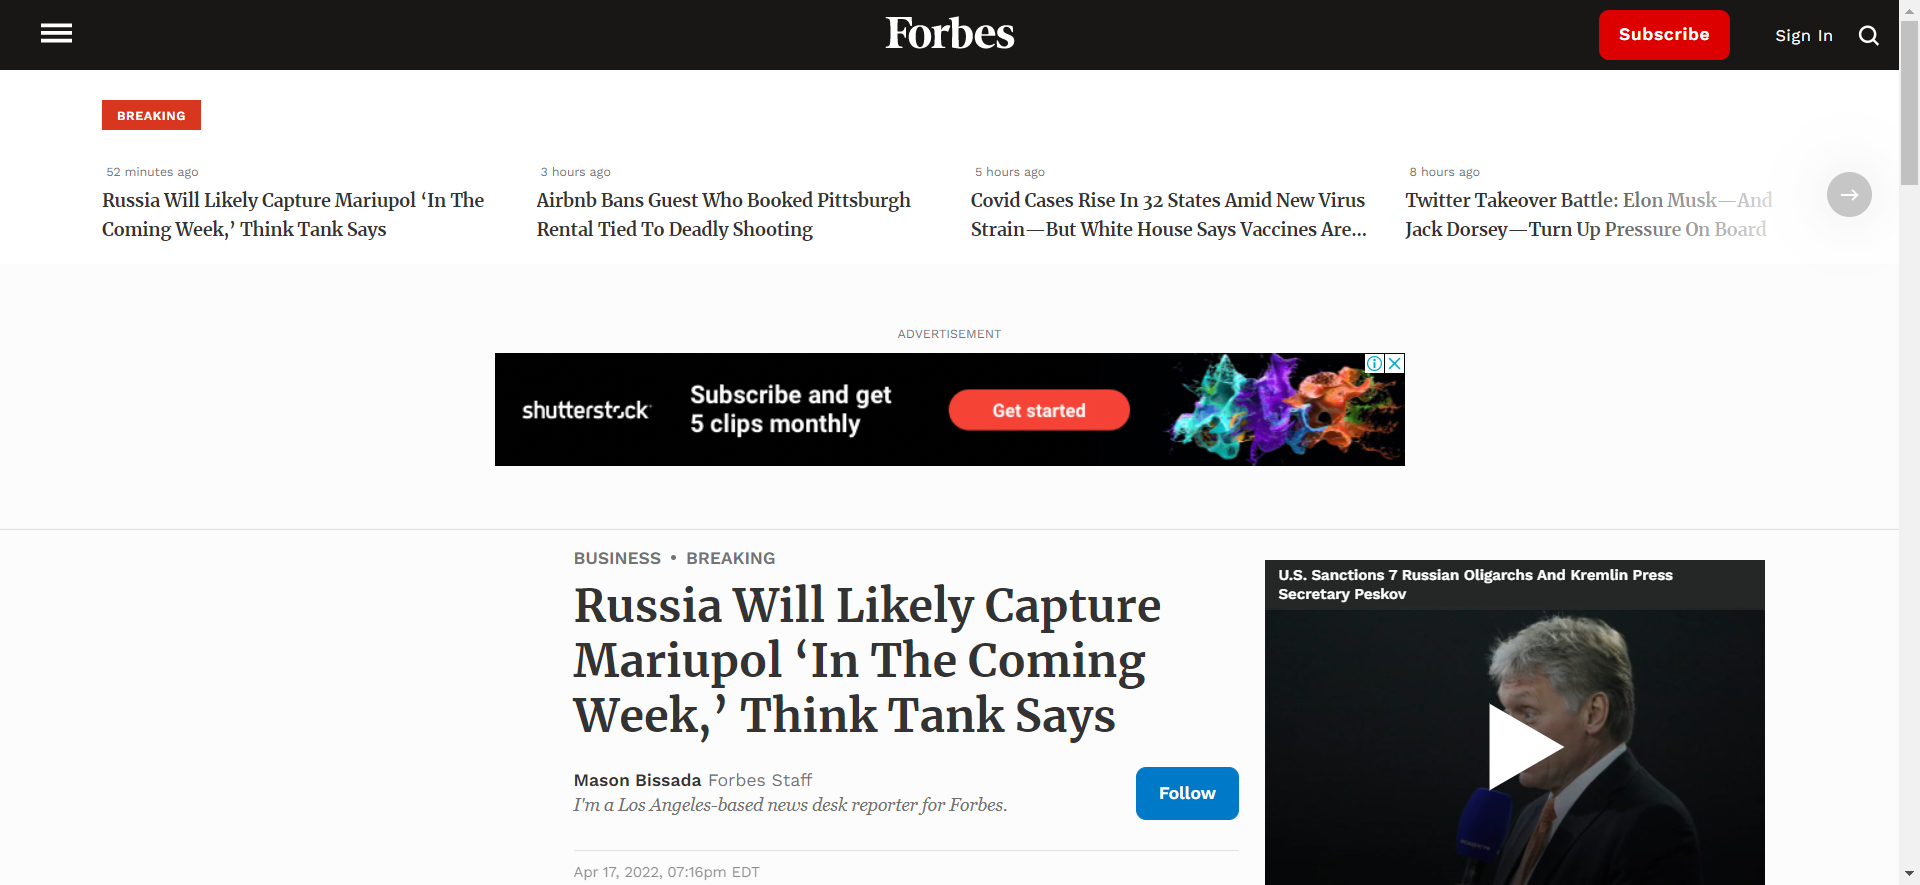 Forbes
Subscribe
Sign In
BREAKING
52 minutes ago
Russia Will Likely Capture Mariupol ‘In The
Coming Week,’ Think Tank Says
3 hours ago
Airbnb Bans Guest Who Booked Pittsburgh
Rental Tied To Deadly Shooting
5 hours ago
Covid Cases Rise In 32 States Amid New Virus
Strain—But White House Says Vaccines Are...
8 hours ago
Twitter Takeover Battle: Elon Musk—And
Jack Dorsey—Turn Up Pressure On Board
ADVERTISEMENT
shutterstock
Subscribe and get
5 clips monthly
Get started
BUSINESS • BREAKING
Russia Will Likely Capture
Mariupol ‘In The Coming
Week,’ Think Tank Says
Mason Bissada Forbes Staff
I'm a Los Angeles-based news desk reporter for Forbes.
Follow
Apr 17, 2022, 07:16pm EDT
U.S. Sanctions 7 Russian Oligarchs And Kremlin Press
Secretary Peskov